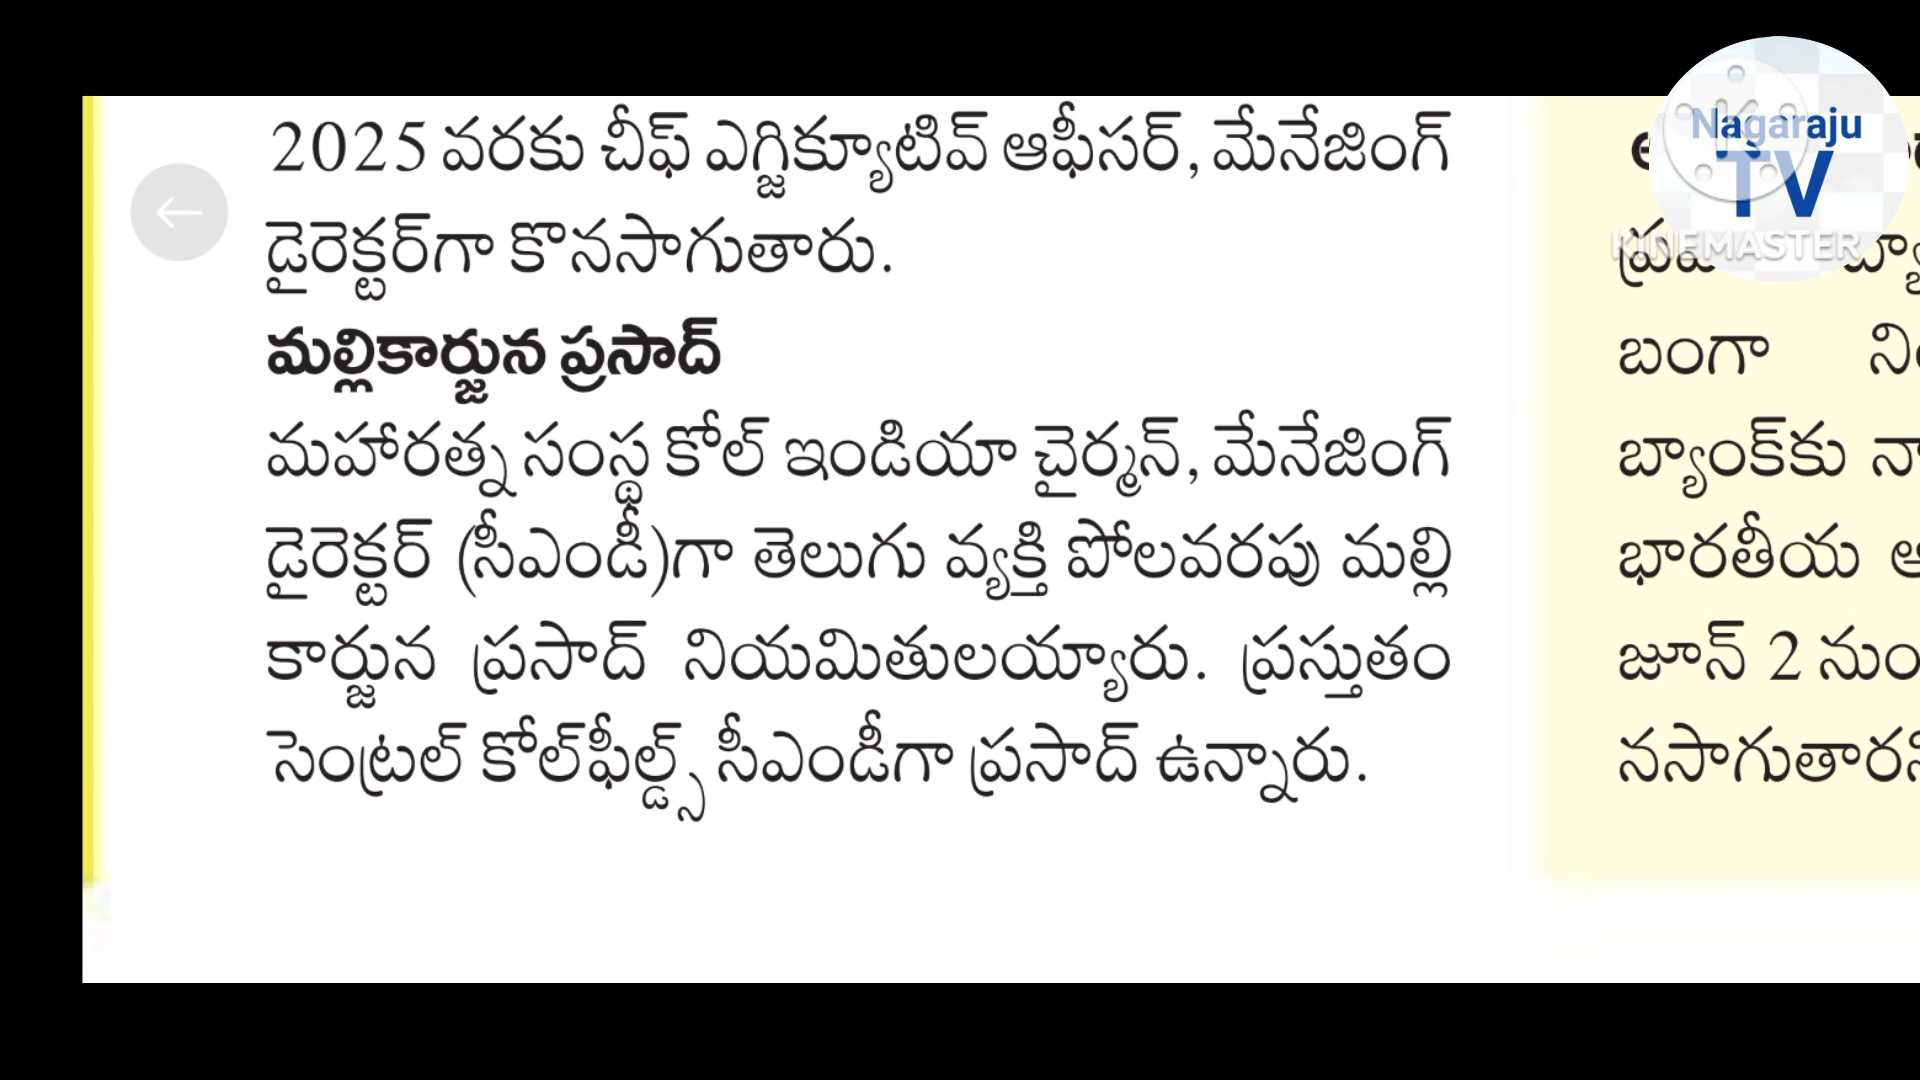 2025 వరకు చీఫ్ ఎగ్జిక్యూటివ్ ఆఫీసర్, మేనేజింగ్
డైరెక్టర్‌గా కొనసాగుతారు.
మల్లికార్జున ప్రసాద్
మహారత్న సంస్థ కోల్ ఇండియా చైర్మన్, మేనేజింగ్
డైరెక్టర్ (సీఎండీ)గా తెలుగు వ్యక్తి పోలవరపు మల్లి
కార్జున ప్రసాద్ నియమితులయ్యారు. ప్రస్తుతం
సెంట్రల్ కోల్‌ఫీల్డ్స్ సీఎండీగా ప్రసాద్ ఉన్నారు.
బంగా
బ్యాంక్‌కు
భారతీయ
జూన్ 2
Nagaraju
TV
KINEMASTER